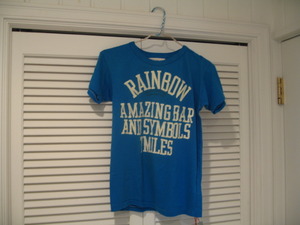 RAINBOW
AMAZING BAR
AND SYMBOLS
MILES